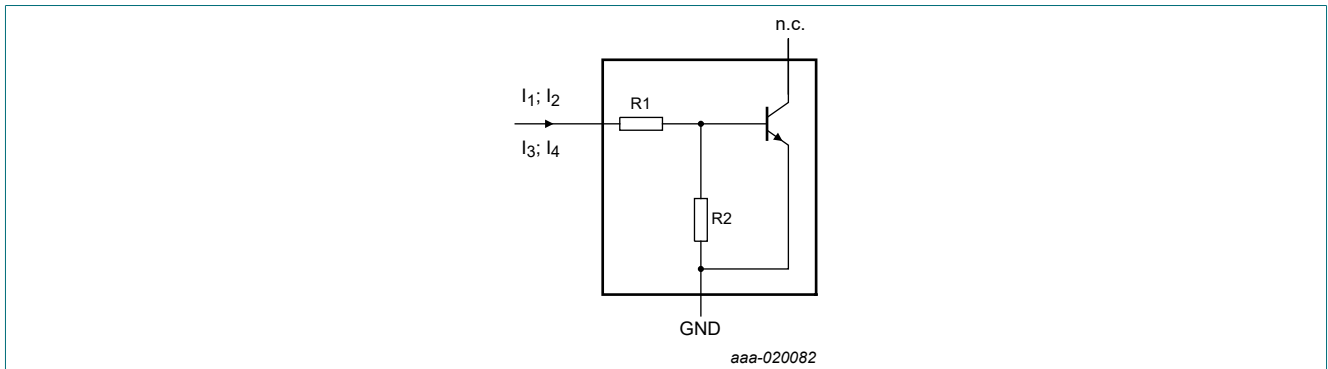 n.c.
I1; I2
R1
I3; I4
R2
GND
aaa-020082